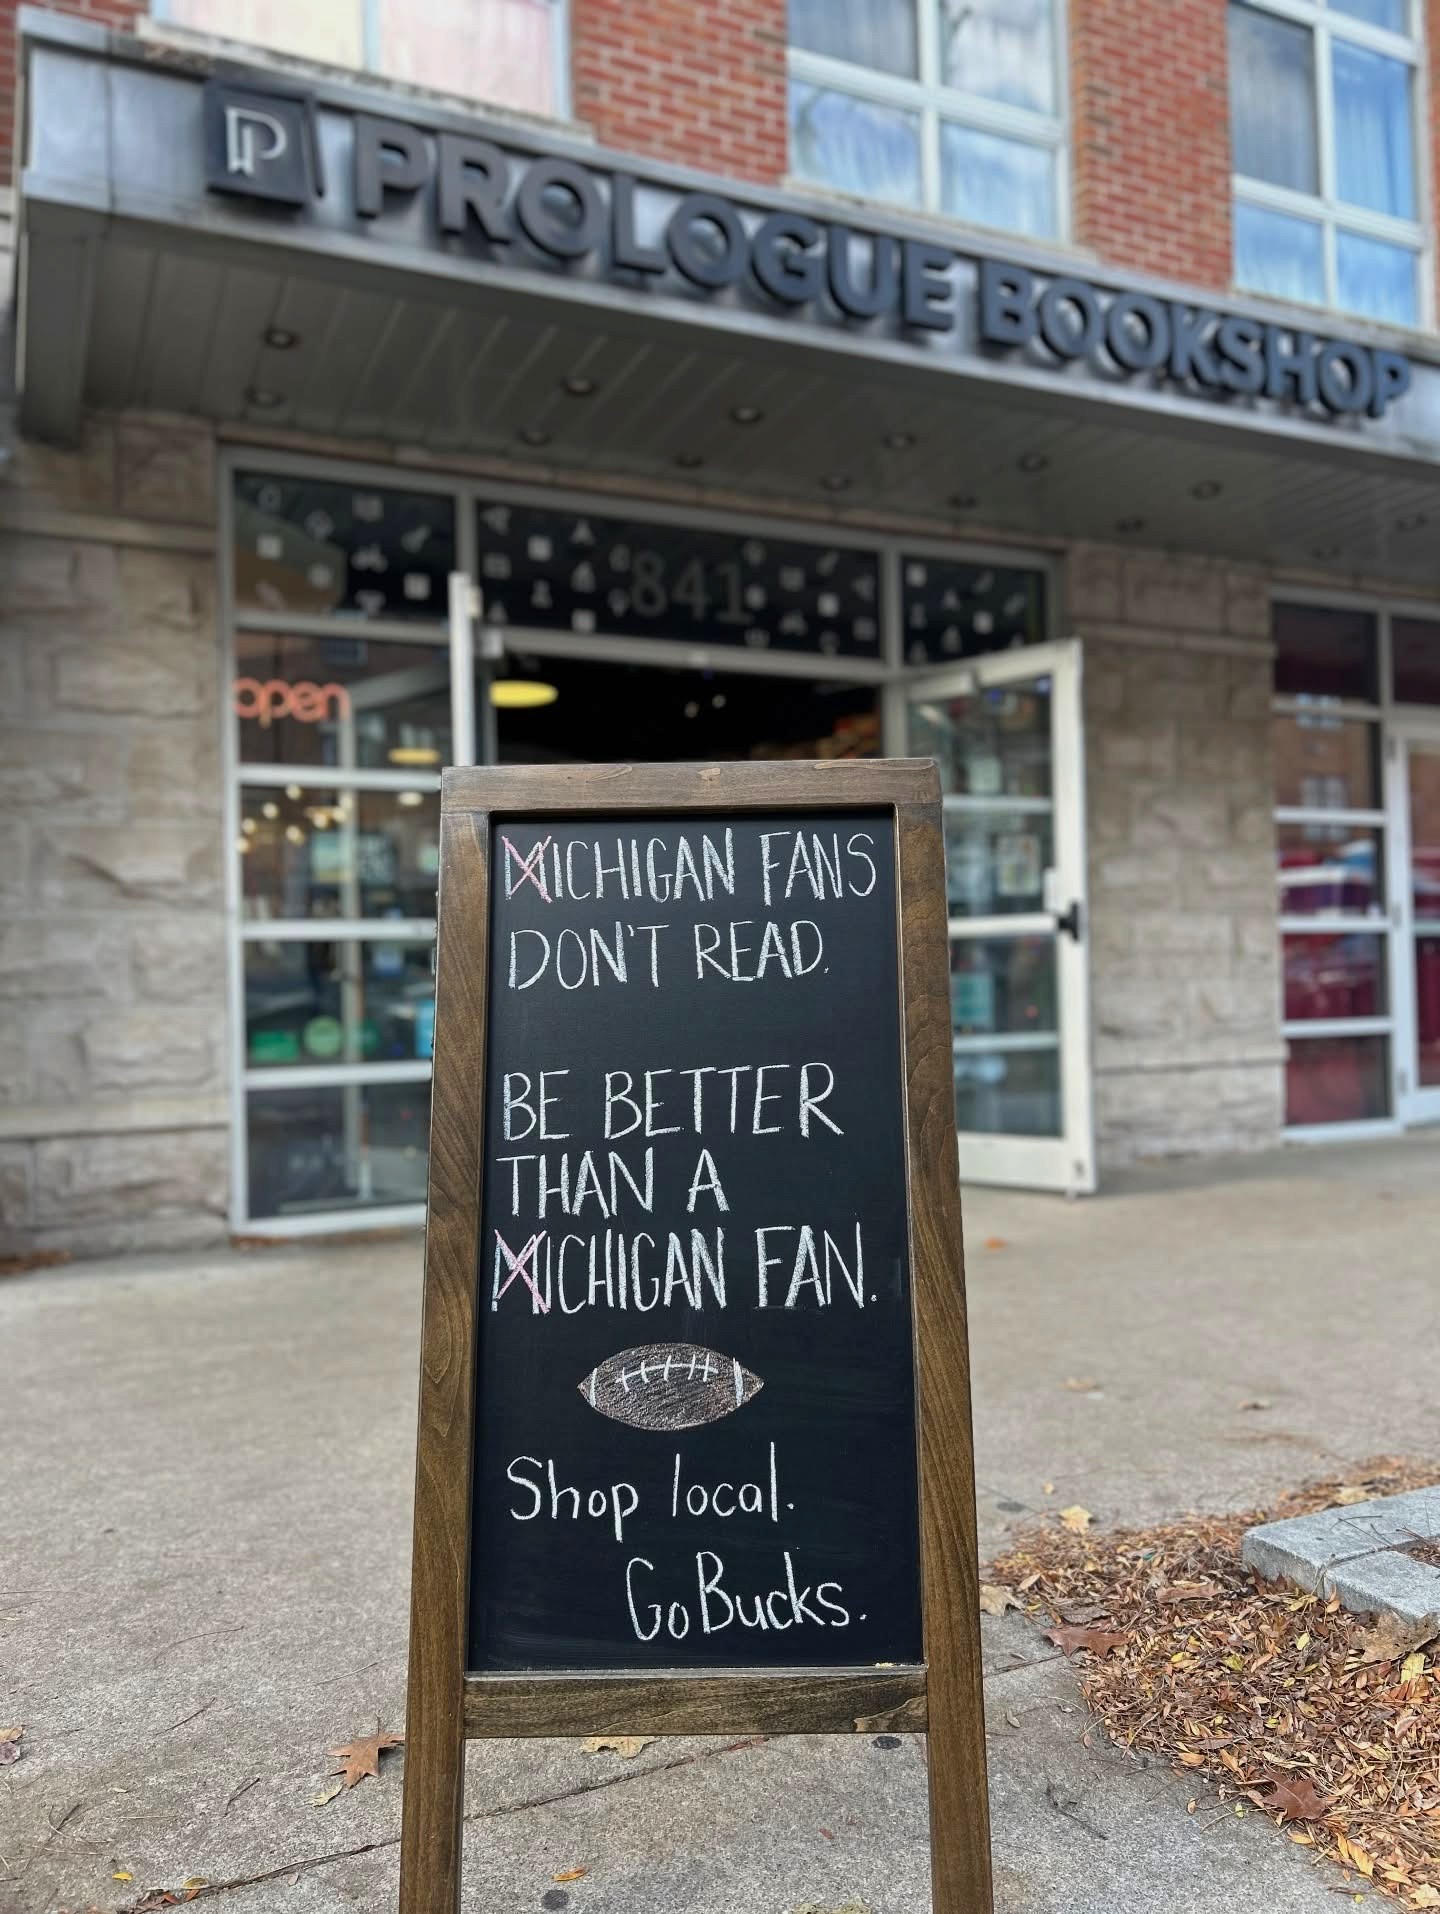 P PROLOGUE BOOKSHOP
841
open
MICHIGAN FANS
DON'T READ.
BE BETTER
THAN A
MICHIGAN FAN.
Shop local.
Go Bucks.